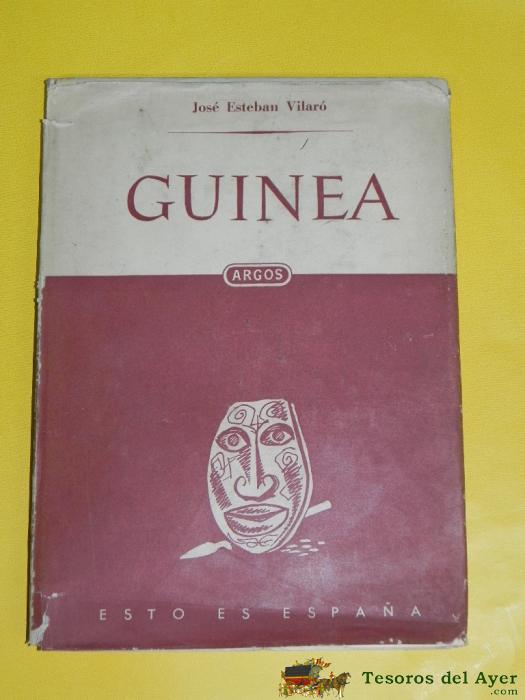 José Esteban Vilaró
GUINEA
ARGOS
ESTO ES ESPAÑA
Tesoros del Ayer
.com